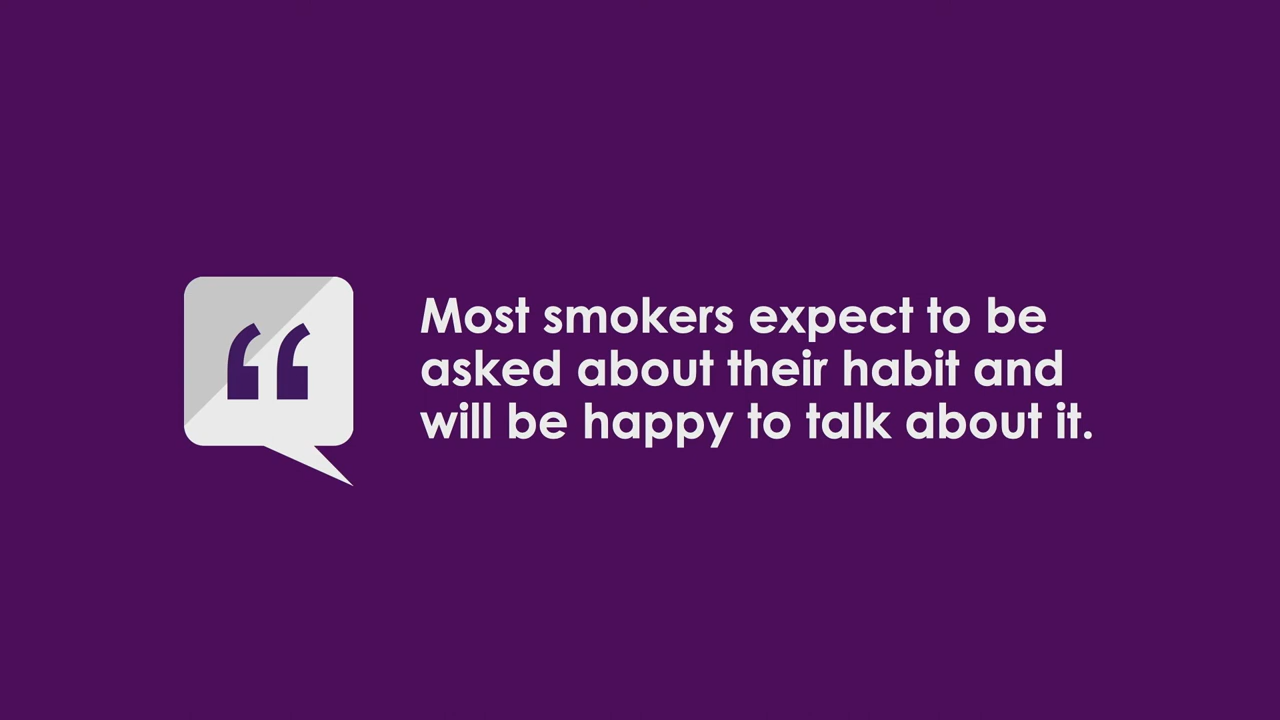 Most smokers expect to be
asked about their habit and
will be happy to talk about it.